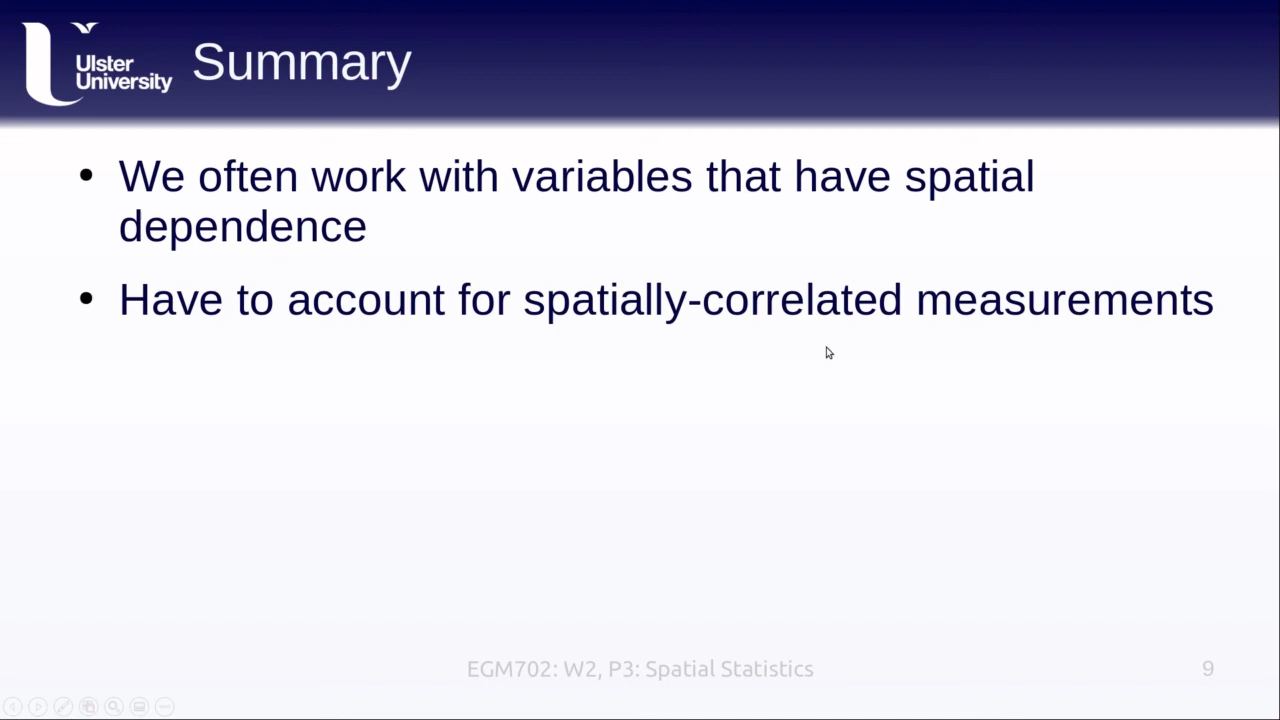 Ulster
University
Summary
• We often work with variables that have spatial
dependence
• Have to account for spatially-correlated measurements
EGM702: W2, P3: Spatial Statistics
9